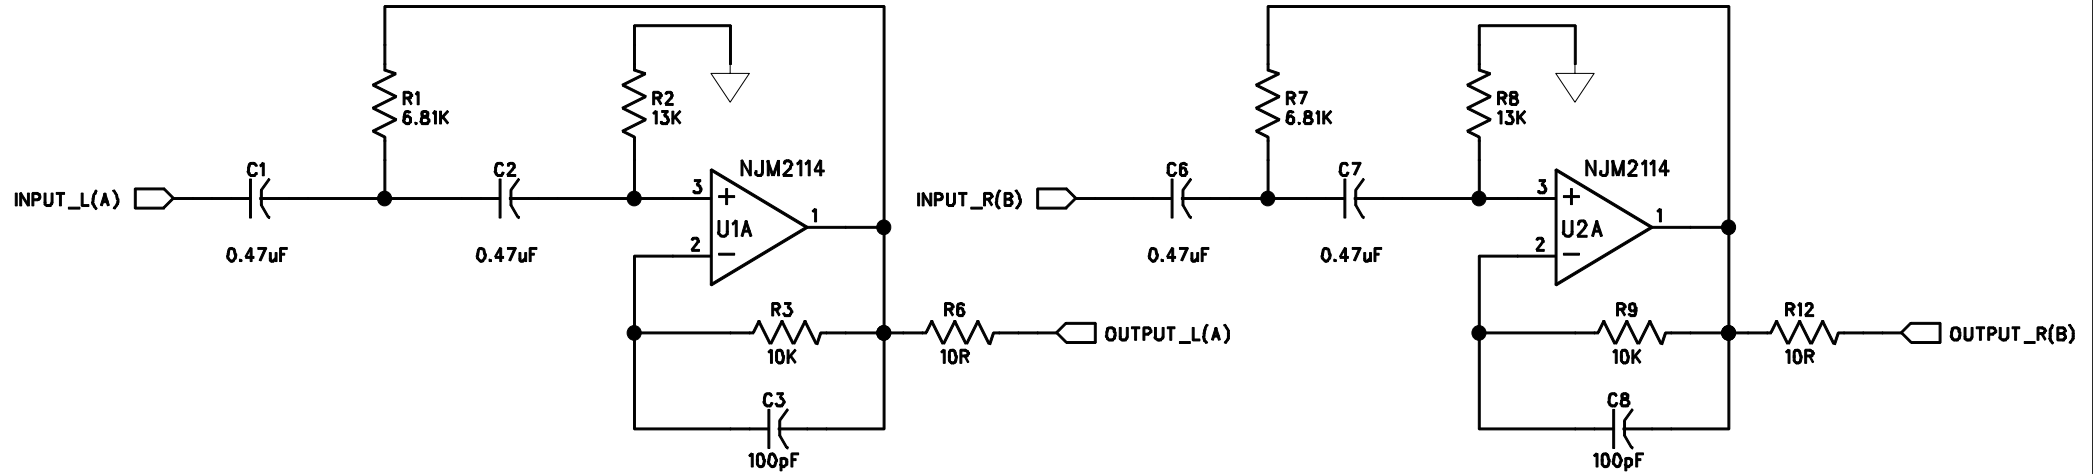 R1
6.81K
R2
13K
C1
C2
NJM2114
INPUT_L(A)
3
+
U1A
1
2
−
0.47uF
0.47uF
R3
10K
R6
10R
OUTPUT_L(A)
C3
100pF
R7
6.81K
R8
13K
C6
C7
NJM2114
INPUT_R(B)
3
+
U2A
1
2
−
0.47uF
0.47uF
R9
10K
R12
10R
OUTPUT_R(B)
C8
100pF